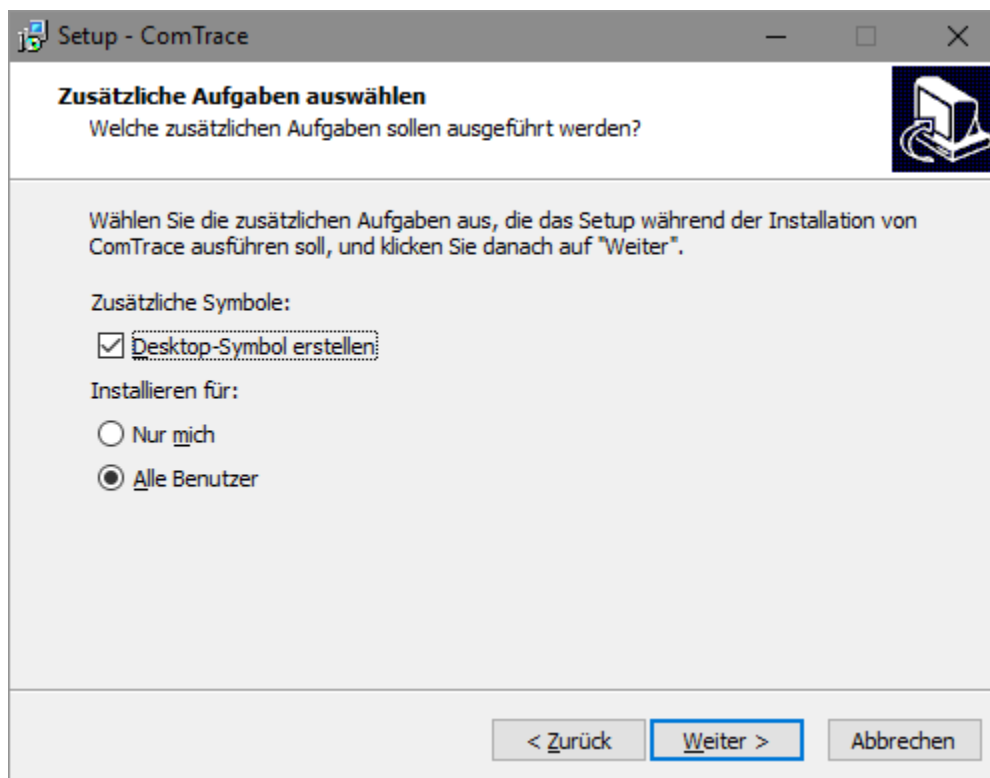 Setup - ComTrace
Zusätzliche Aufgaben auswählen
Welche zusätzlichen Aufgaben sollen ausgeführt werden?
Wählen Sie die zusätzlichen Aufgaben aus, die das Setup während der Installation von
ComTrace ausführen soll, und klicken Sie danach auf "Weiter".
Zusätzliche Symbole:
Desktop-Symbol erstellen
Installieren für:
Nur mich
Alle Benutzer
< Zurück
Weiter >
Abbrechen